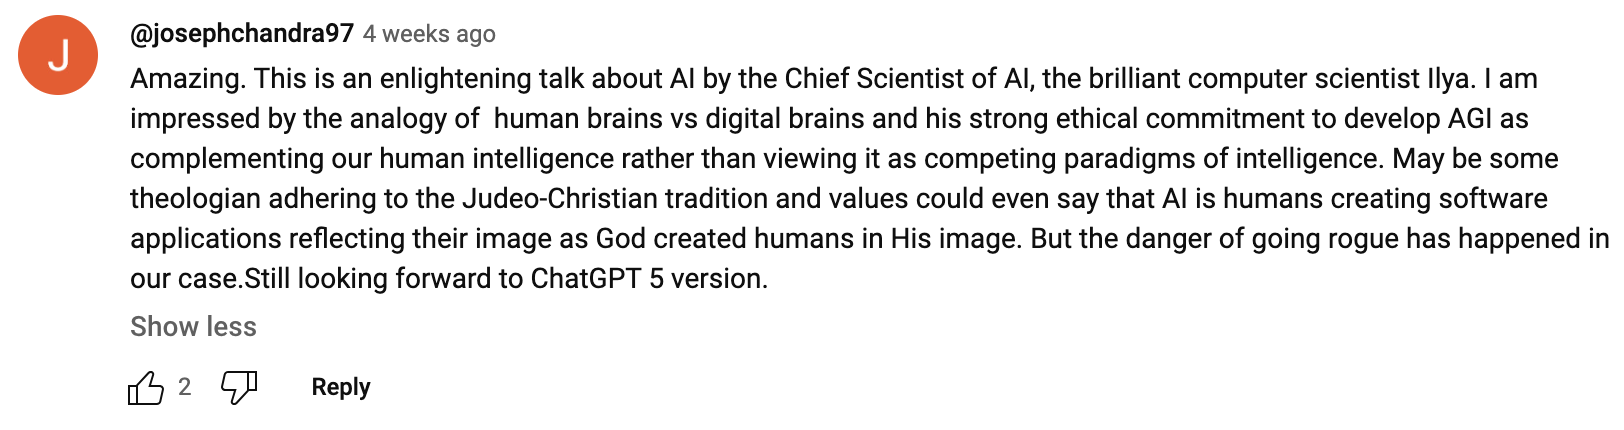 J
@josephchandra97 4 weeks ago
Amazing. This is an enlightening talk about AI by the Chief Scientist of AI, the brilliant computer scientist Ilya. I am
impressed by the analogy of  human brains vs digital brains and his strong ethical commitment to develop AGI as
complementing our human intelligence rather than viewing it as competing paradigms of intelligence. May be some
theologian adhering to the Judeo-Christian tradition and values could even say that AI is humans creating software
applications reflecting their image as God created humans in His image. But the danger of going rogue has happened in
our case.Still looking forward to ChatGPT 5 version.
Show less
2 Reply